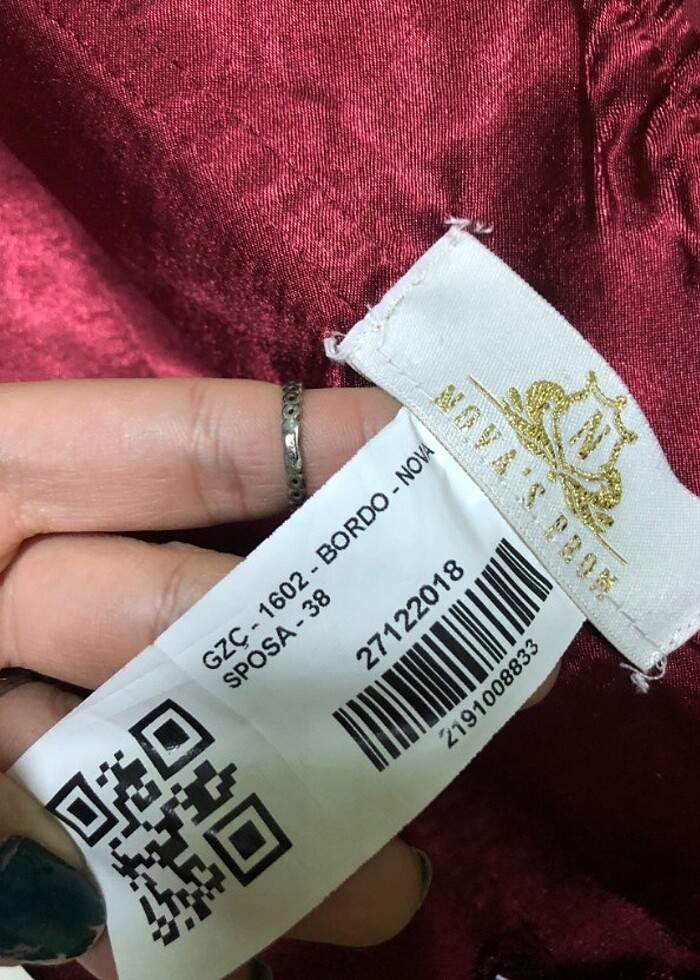 N
NOVA'S PROM
GZÇ - 1602 - BORDO - NOVA
SPOSA - 38
27122018
2191008833